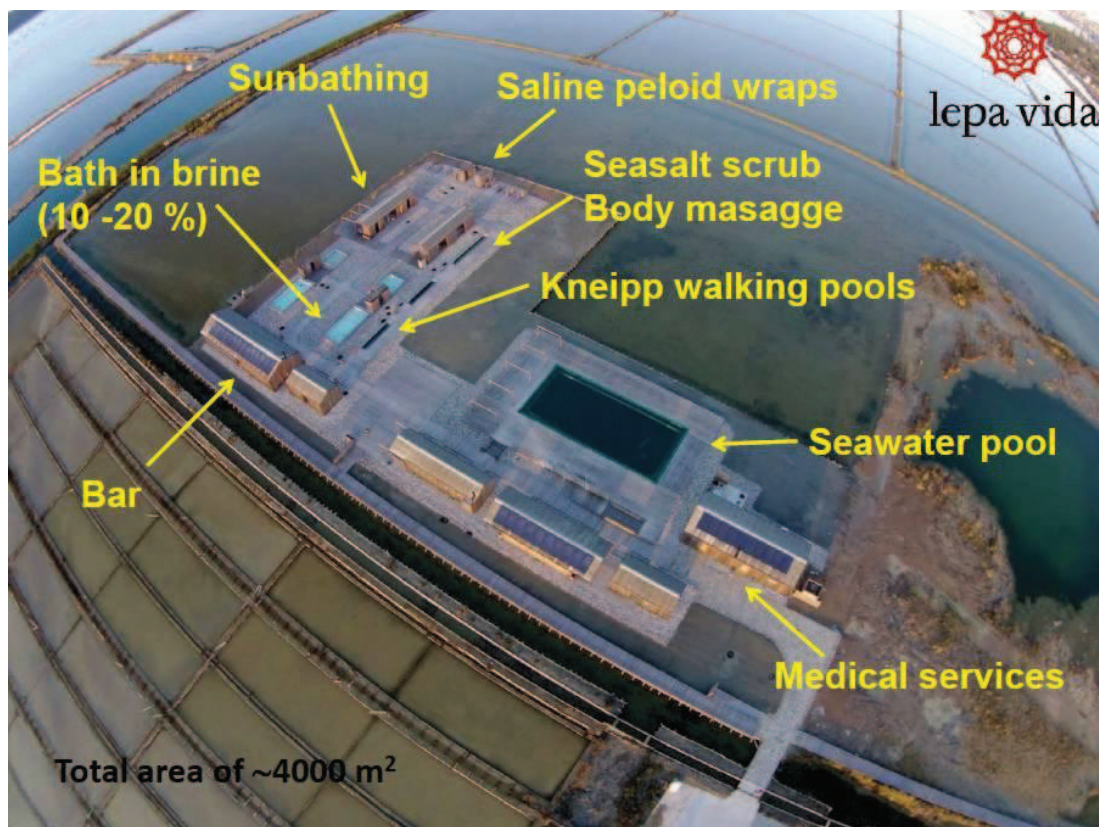 lepa vida
Sunbathing
Saline peloid wraps
Bath in brine
(10 -20 %)
Seasalt scrub
Body masagge
Kneipp walking pools
Seawater pool
Bar
Medical services
Total area of ~4000 m²